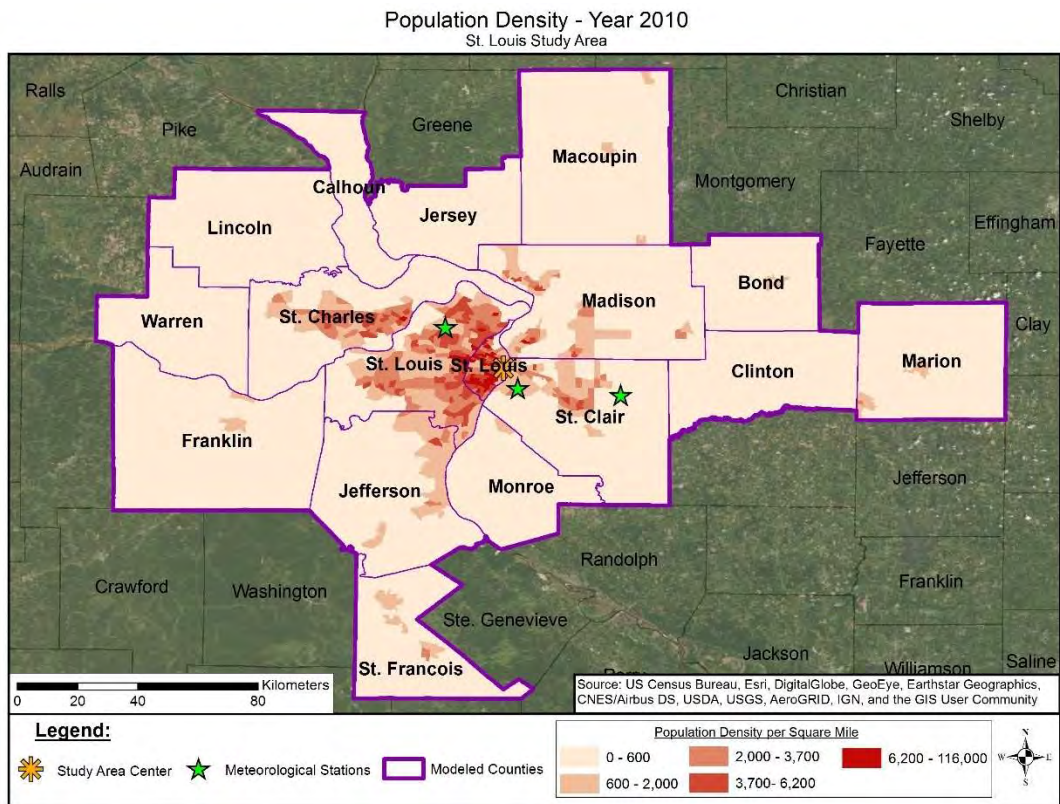 Population Density - Year 2010
St. Louis Study Area
Ralls
Pike
Greene
Christian
Shelby
Audrain
Macoupin
Montgomery
Calhoun
Lincoln
Jersey
Effingham
Fayette
Bond
Madison
Warren
St. Charles
Clay
St. Louis
St. Louis
Clinton
Marion
St. Clair
Franklin
Jefferson
Monroe
Jefferson
Randolph
Crawford
Washington
Franklin
Ste. Genevieve
St. Francois
Jackson
Williamson
Saline
Kilometers
0 20 40 80
Source: US Census Bureau, Esri, DigitalGlobe, GeoEye, Earthstar Geographics,
CNES/Airbus DS, USDA, USGS, AeroGRID, IGN, and the GIS User Community
Legend:
Study Area Center
Meteorological Stations
Modeled Counties
Population Density per Square Mile
0 - 600
2,000 - 3,700
6,200 - 116,000
600 - 2,000
3,700- 6,200
N
W
E
S